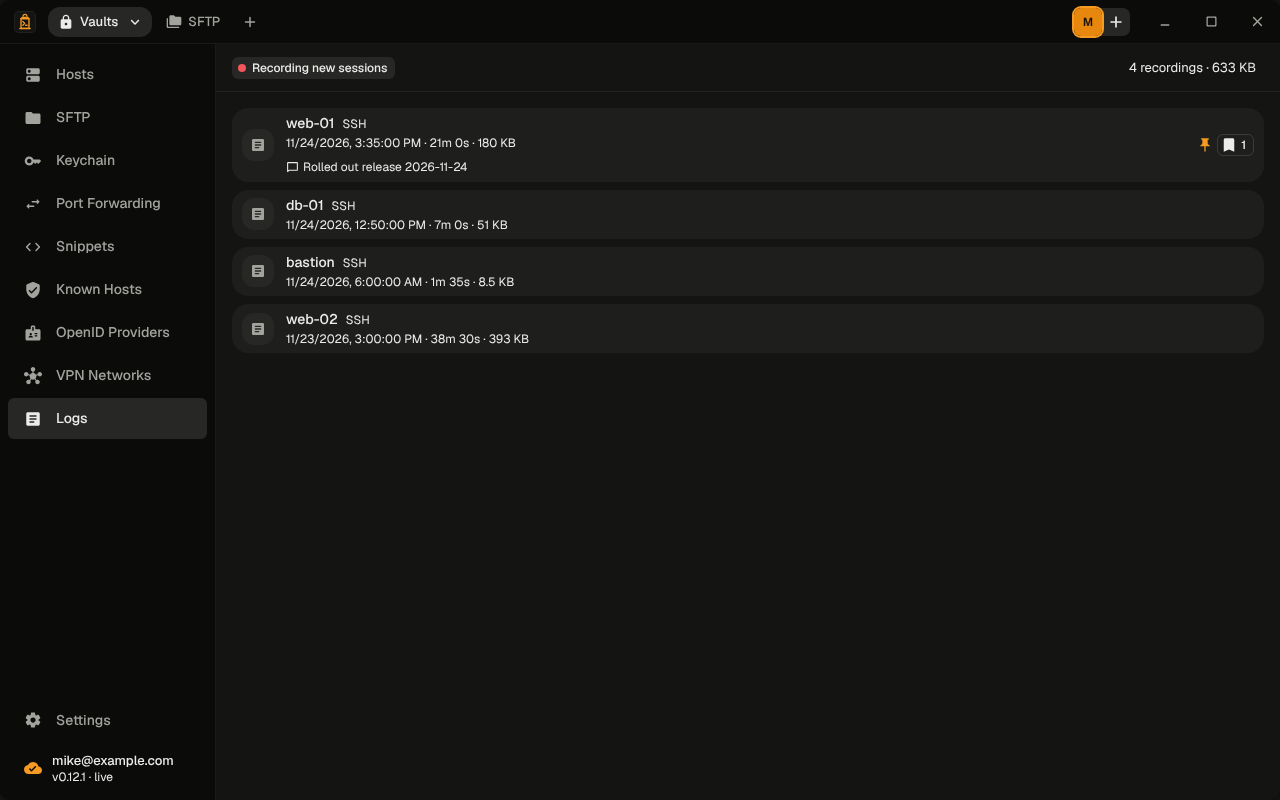 Vaults
SFTP
M
Recording new sessions
4 recordings · 633 KB
Hosts
SFTP
Keychain
Port Forwarding
Snippets
Known Hosts
OpenID Providers
VPN Networks
Logs
web-01 SSH
11/24/2026, 3:35:00 PM · 21m 0s · 180 KB
Rolled out release 2026-11-24
1
db-01 SSH
11/24/2026, 12:50:00 PM · 7m 0s · 51 KB
bastion SSH
11/24/2026, 6:00:00 AM · 1m 35s · 8.5 KB
web-02 SSH
11/23/2026, 3:00:00 PM · 38m 30s · 393 KB
Settings
mike@example.com
v0.12.1 · live